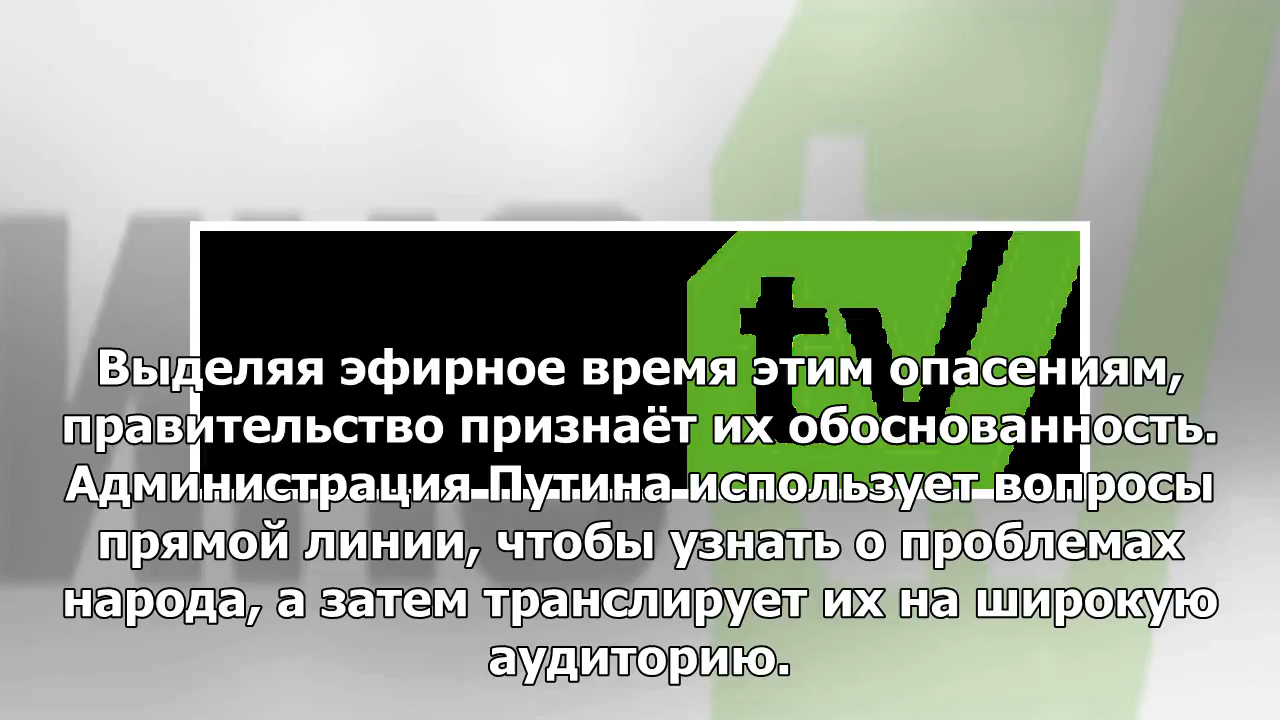 tv
Выделяя эфирное время этим опасениям,
правительство признаёт их обоснованность.
Администрация Путина использует вопросы
прямой линии, чтобы узнать о проблемах
народа, а затем транслирует их на широкую
аудиторию.